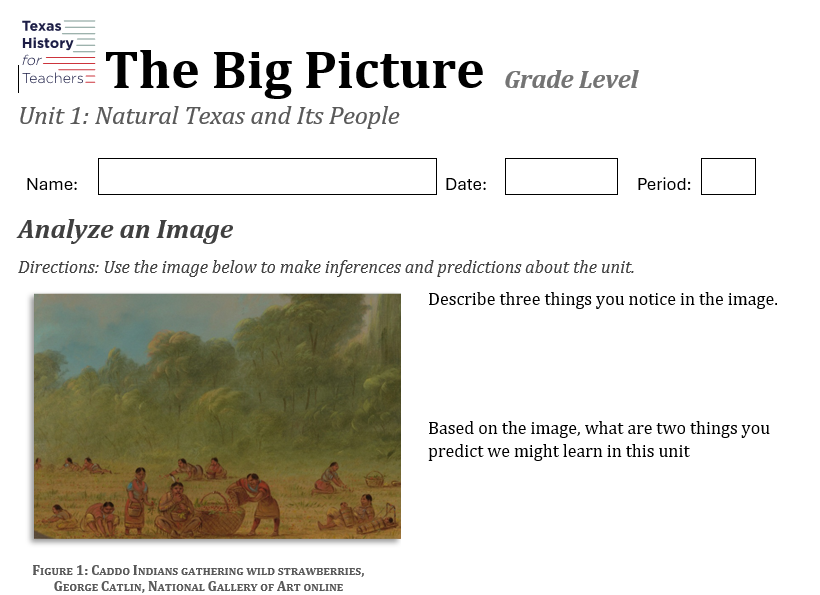 Texas
History
for
Teachers
The Big Picture Grade Level
Unit 1: Natural Texas and Its People
Name: Date: Period:
Analyze an Image
Directions: Use the image below to make inferences and predictions about the unit.
Describe three things you notice in the image.
Based on the image, what are two things you
predict we might learn in this unit
Figure 1: Caddo Indians gathering wild strawberries,
George Catlin, National Gallery of Art online